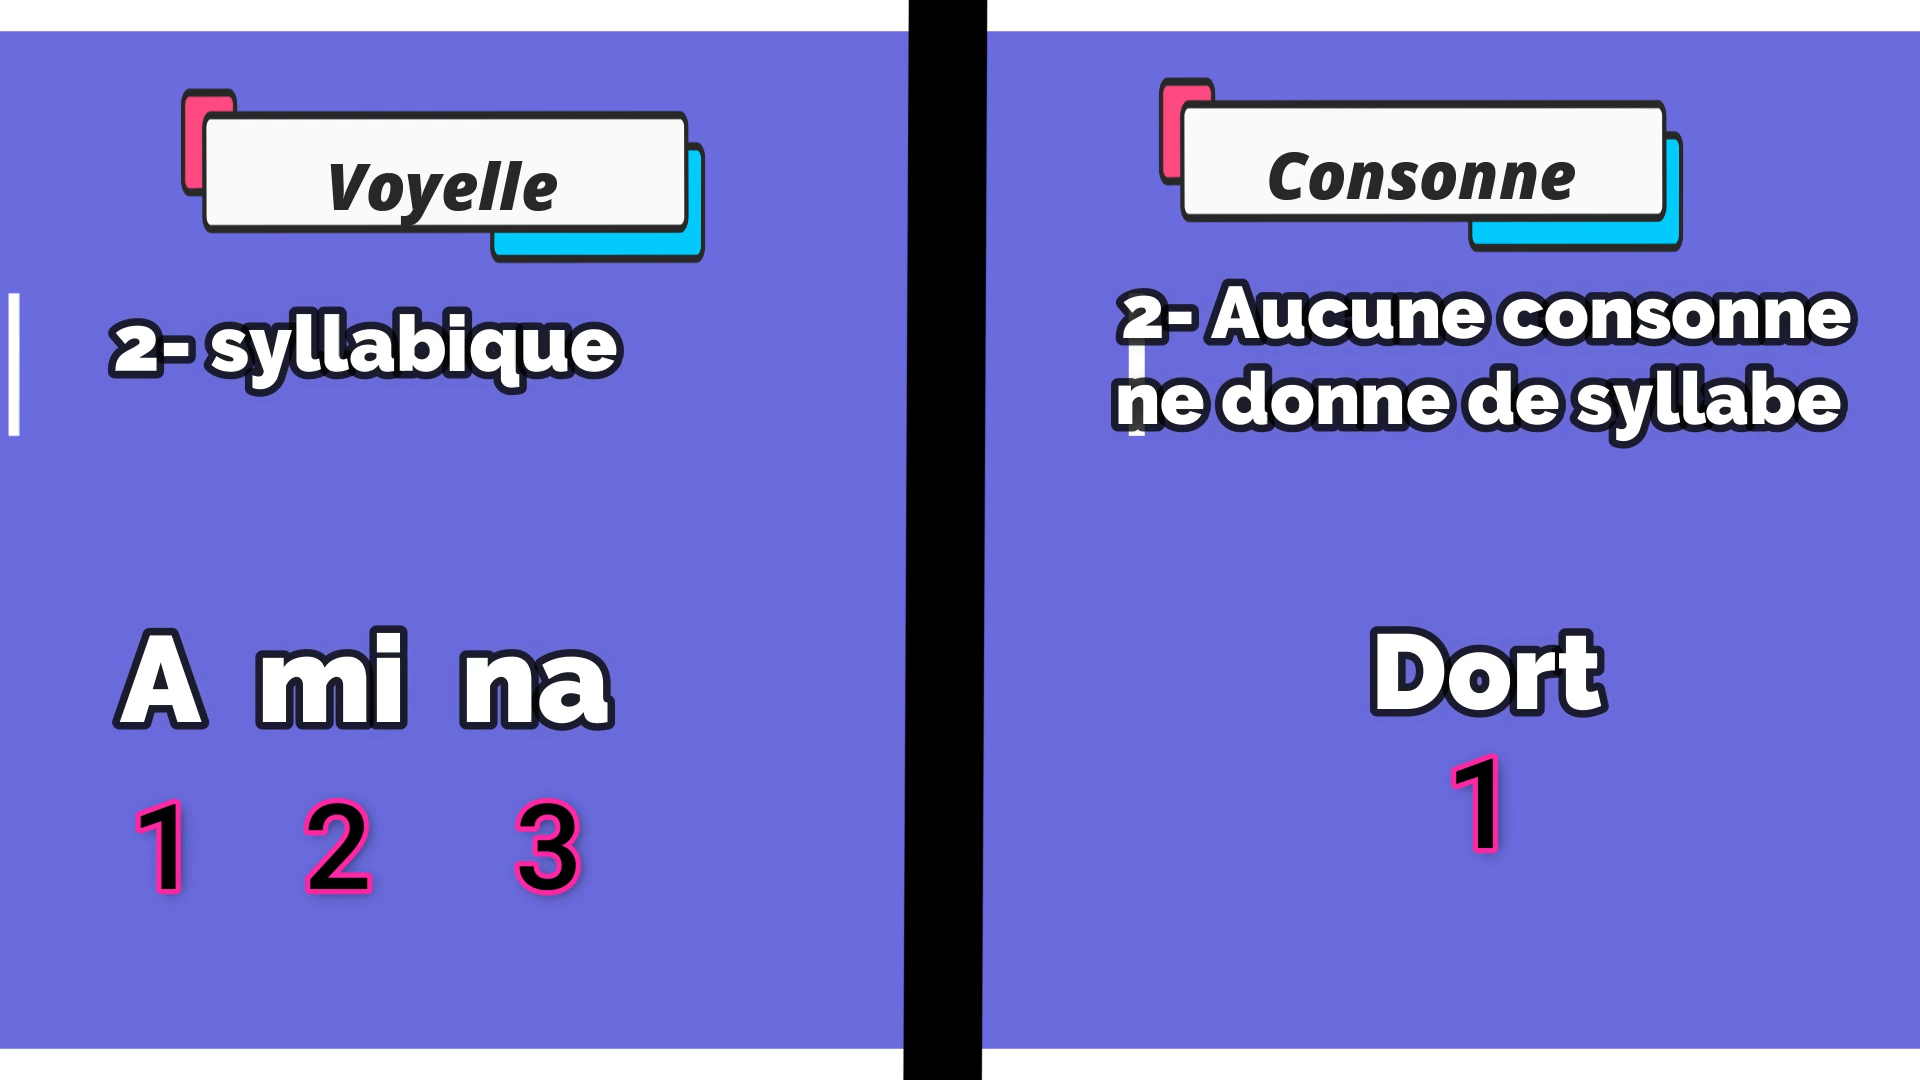 Voyelle
2- syllabique
A mi na
1 2 3
Consonne
2- Aucune consonne
ne donne de syllabe
Dort
1